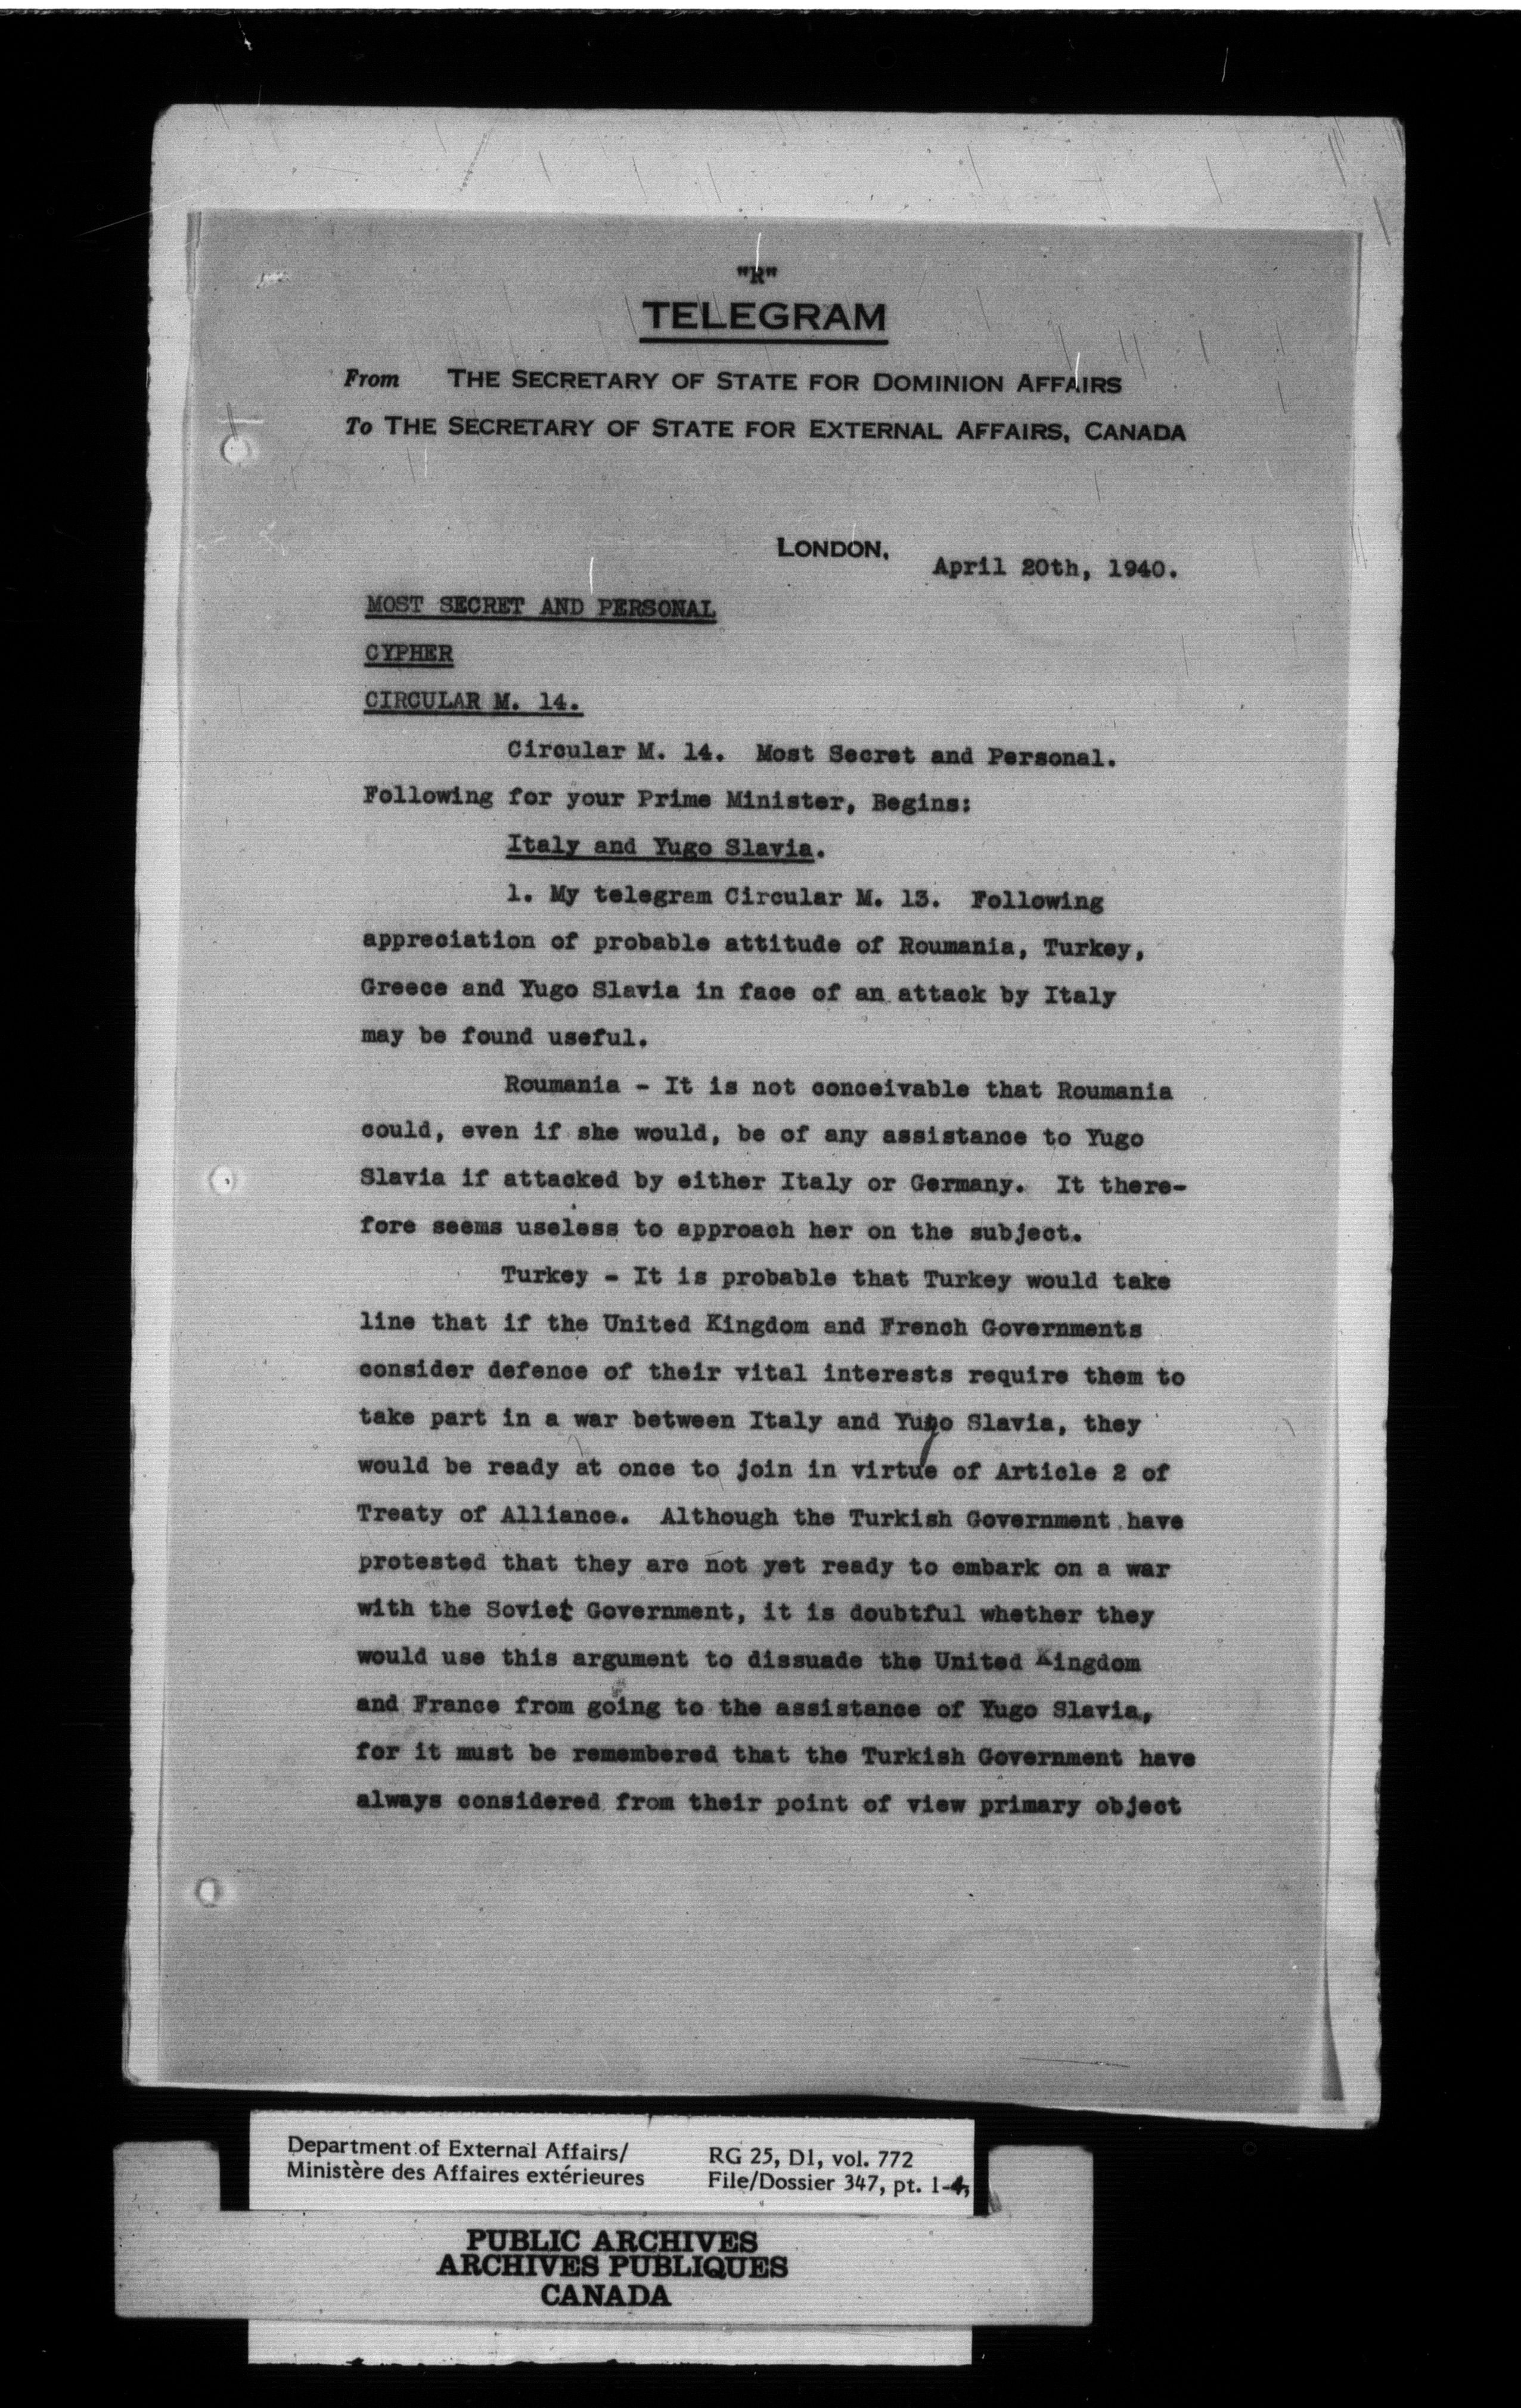 "R"
TELEGRAM
From THE SECRETARY OF STATE FOR DOMINION AFFAIRS
To THE SECRETARY OF STATE FOR EXTERNAL AFFAIRS, CANADA
LONDON, April 20th, 1940.
MOST SECRET AND PERSONAL
CYPHER
CIRCULAR M. 14.
Circular M. 14. Most Secret and Personal.
Following for your Prime Minister, Begins:
Italy and Yugo Slavia.
1. My telegram Circular M. 13. Following
appreciation of probable attitude of Roumania, Turkey,
Greece and Yugo Slavia in face of an attack by Italy
may be found useful.
Roumania - It is not conceivable that Roumania
could, even if she would, be of any assistance to Yugo
Slavia if attacked by either Italy or Germany. It there-
fore seems useless to approach her on the subject.
Turkey - It is probable that Turkey would take
line that if the United Kingdom and French Governments
consider defence of their vital interests require them to
take part in a war between Italy and Yugo Slavia, they
would be ready at once to join in virtue of Article 2 of
Treaty of Alliance. Although the Turkish Government have
protested that they are not yet ready to embark on a war
with the Soviet Government, it is doubtful whether they
would use this argument to dissuade the United Kingdom
and France from going to the assistance of Yugo Slavia,
for it must be remembered that the Turkish Government have
always considered from their point of view primary object
Department of External Affairs/
Ministère des Affaires extérieures
RG 25, D1, vol. 772
File/Dossier 347, pt. 1-4,
PUBLIC ARCHIVES
ARCHIVES PUBLIQUES
CANADA